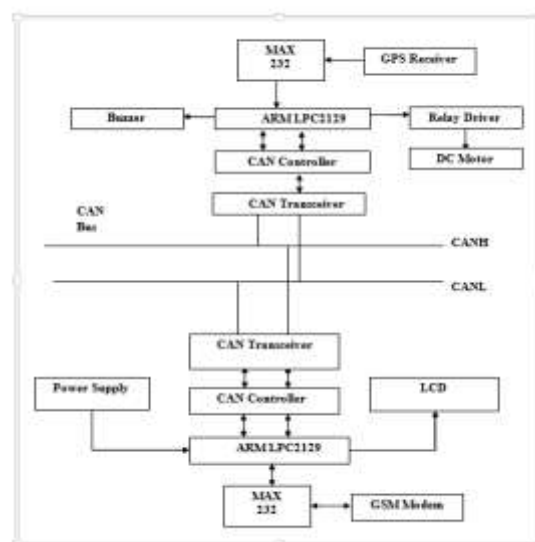 MAX
232
GPS Receiver
Buzzer
ARM LPC2129
Relay Driver
CAN Controller
DC Motor
CAN Transceiver
CAN
Bus
CANH
CANL
CAN Transceiver
Power Supply
CAN Controller
LCD
ARM LPC2129
MAX
232
GSM Modem